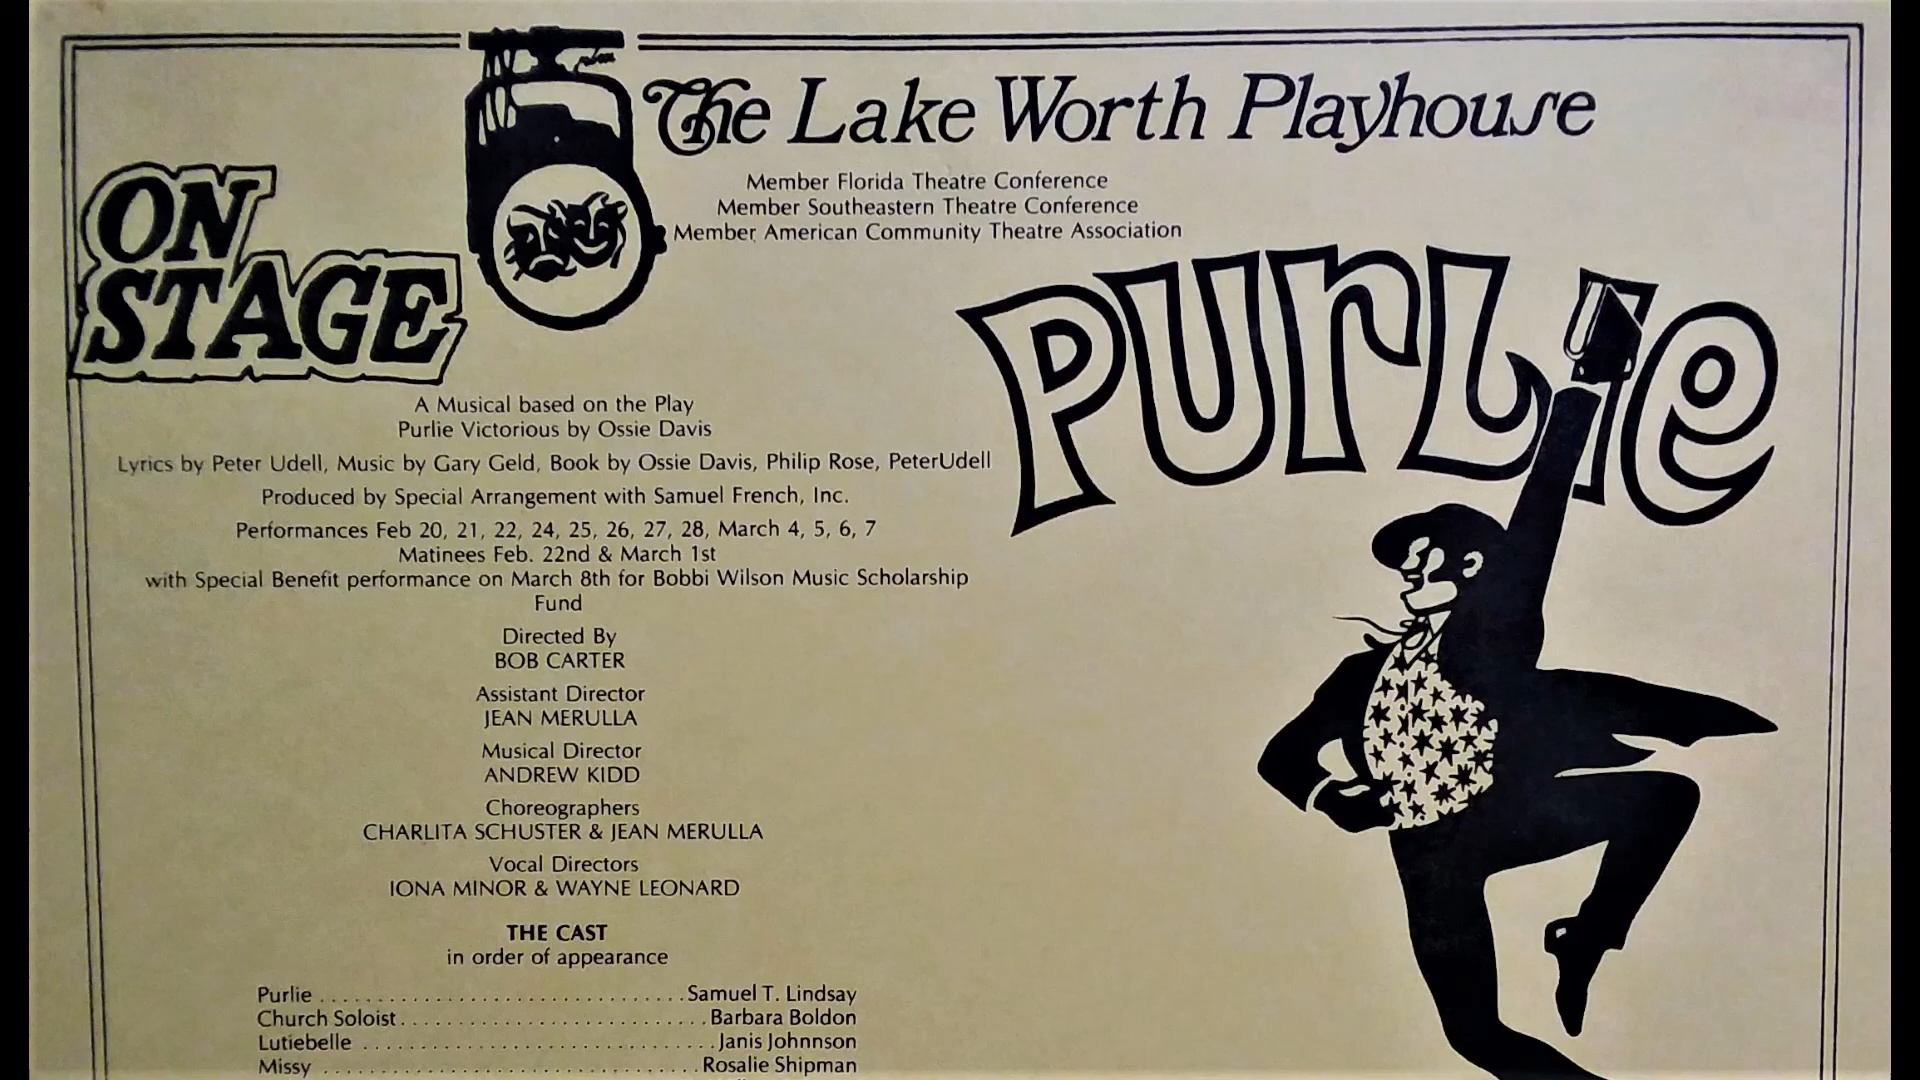 The Lake Worth Playhouse
Member Florida Theatre Conference
Member Southeastern Theatre Conference
Member American Community Theatre Association
ON
STAGE
PURLIE
A Musical based on the Play
Purlie Victorious by Ossie Davis
Lyrics by Peter Udell, Music by Gary Geld, Book by Ossie Davis, Philip Rose, PeterUdell
Produced by Special Arrangement with Samuel French, Inc.
Performances Feb 20, 21, 22, 24, 25, 26, 27, 28, March 4, 5, 6, 7
Matinees Feb. 22nd & March 1st
with Special Benefit performance on March 8th for Bobbi Wilson Music Scholarship
Fund
Directed By
BOB CARTER
Assistant Director
JEAN MERULLA
Musical Director
ANDREW KIDD
Choreographers
CHARLITA SCHUSTER & JEAN MERULLA
Vocal Directors
IONA MINOR & WAYNE LEONARD
THE CAST
in order of appearance
Purlie ................................ Samuel T. Lindsay
Church Soloist ........................... Barbara Boldon
Lutiebelle ............................... Janis Johnnson
Missy ................................. Rosalie Shipman